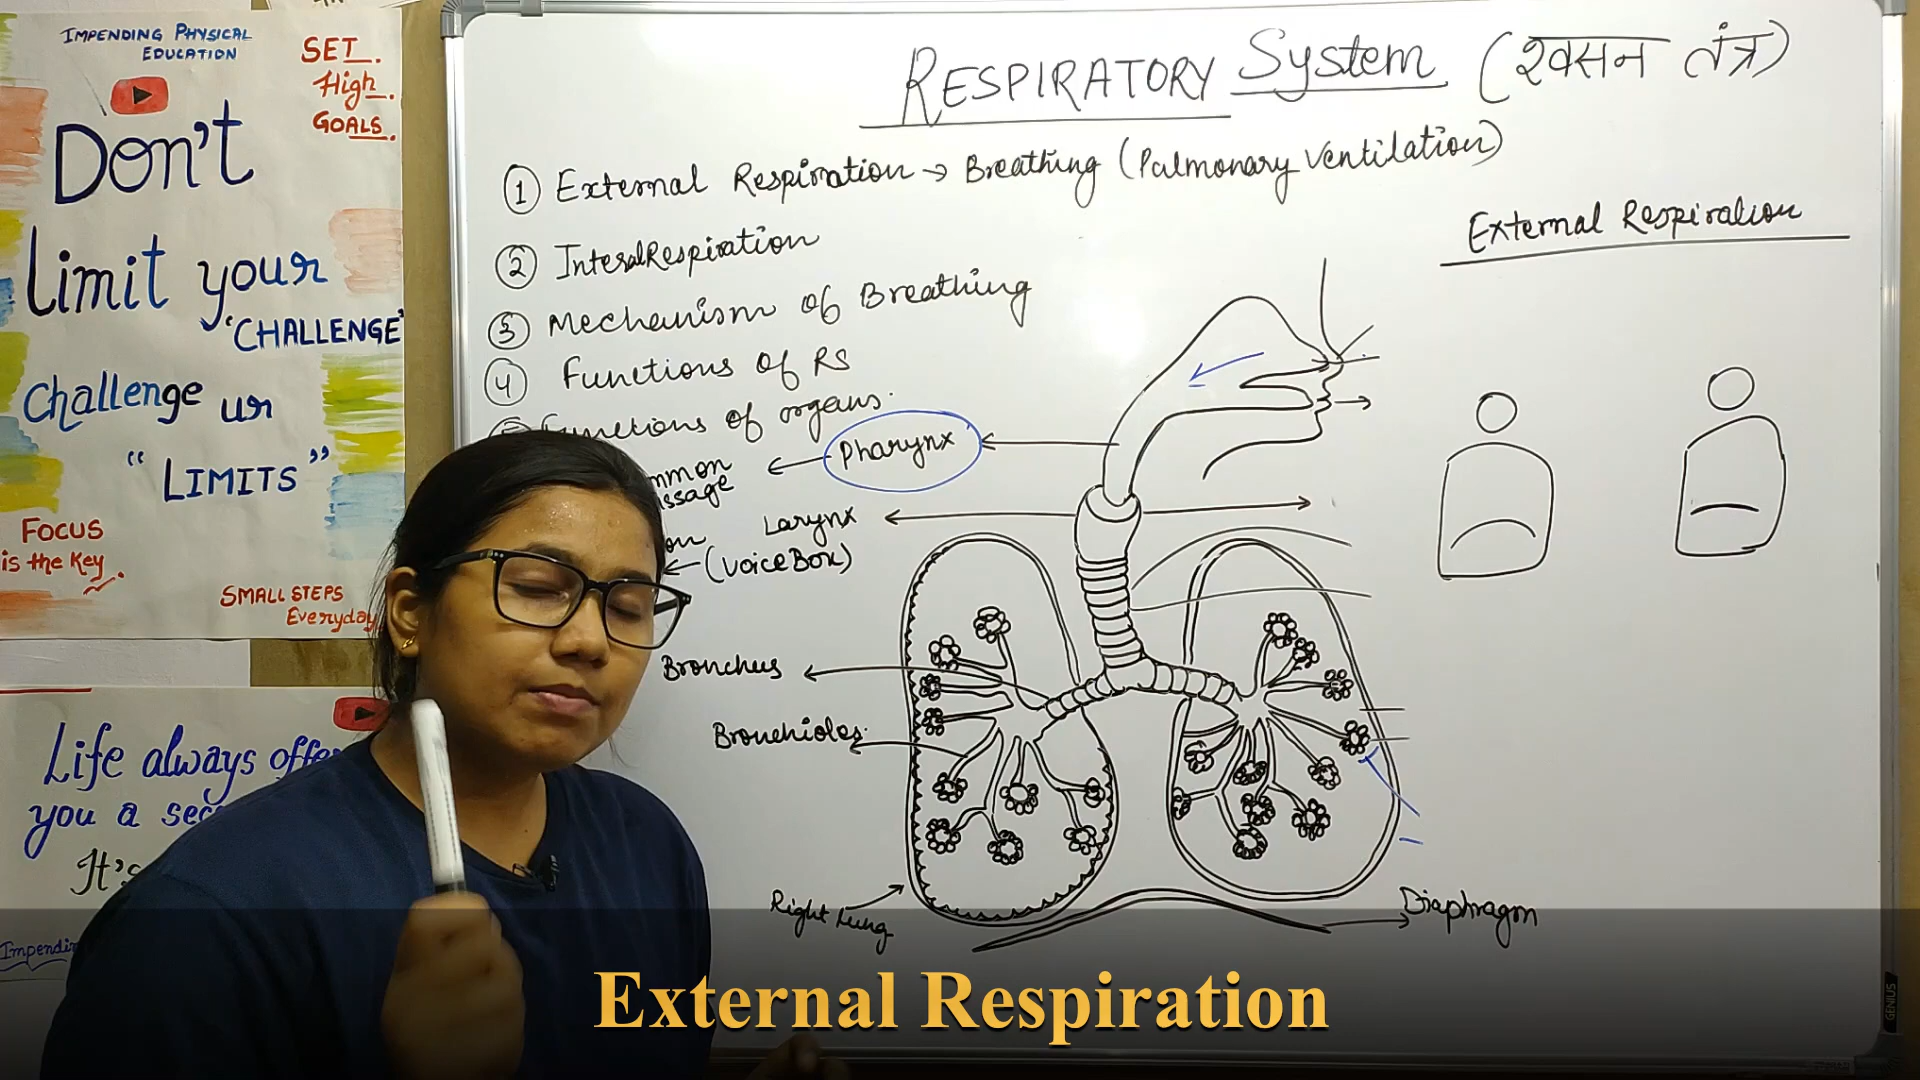 IMPENDING PHYSICAL
EDUCATION
SET
High
GOALS.
Don't
Limit your
'CHALLENGE'
Challenge ur
"LIMITS"
FOCUS
is the Key.
SMALL STEPS
Everyday
Life always
you a
It's
RESPIRATORY System (श्वसन तंत्र)
① External Respiration → Breathing (Pulmonary Ventilation)
② InteralRespiration
③ Mechanism of Breathing
④ Functions of RS
Functions of organs.
External Respiration
Pharynx
Larynx
(Voice Box)
Bronchus
Bronchioles
Right Lung
Diaphragm
GENIUS
External Respiration